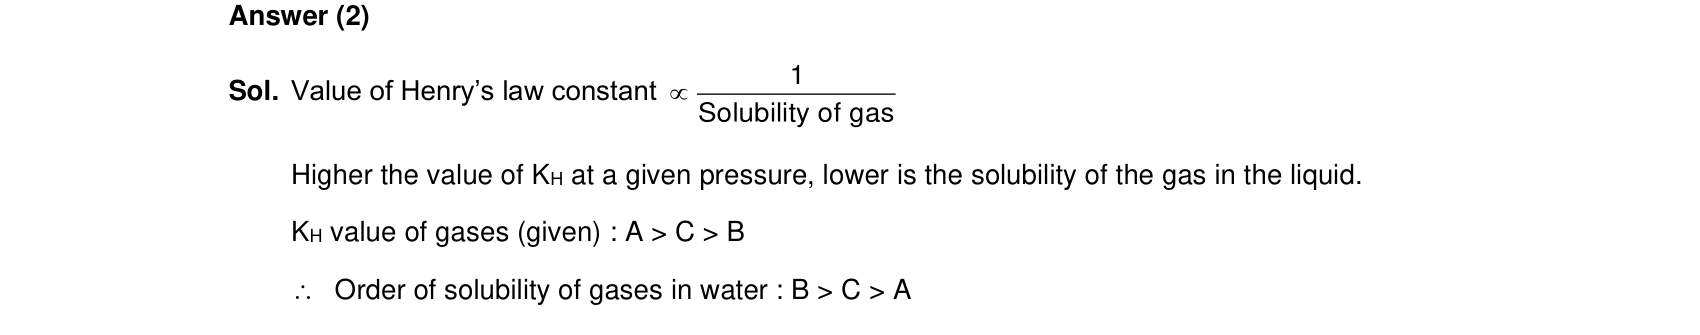 Answer (2)
Sol. Value of Henry's law constant ∝ 1 / Solubility of gas
Higher the value of KH at a given pressure, lower is the solubility of the gas in the liquid.
KH value of gases (given) : A > C > B
∴ Order of solubility of gases in water : B > C > A